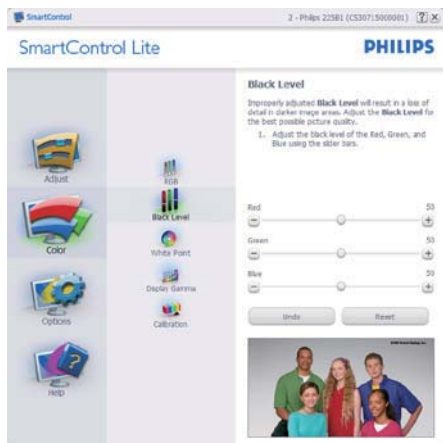 SmartControl
2 - Philips 225B1 (CS30715000001)
SmartControl Lite
PHILIPS
Adjust
Color
Options
Help
RGB
Black Level
White Point
Display Gamma
Calibration
Black Level
Improperly adjusted Black Level will result in a loss of
detail in darker image areas. Adjust the Black Level for
the best possible picture quality.
1. Adjust the black level of the Red, Green, and
Blue using the slider bars.
Red 50
Green 50
Blue 50
Undo Reset